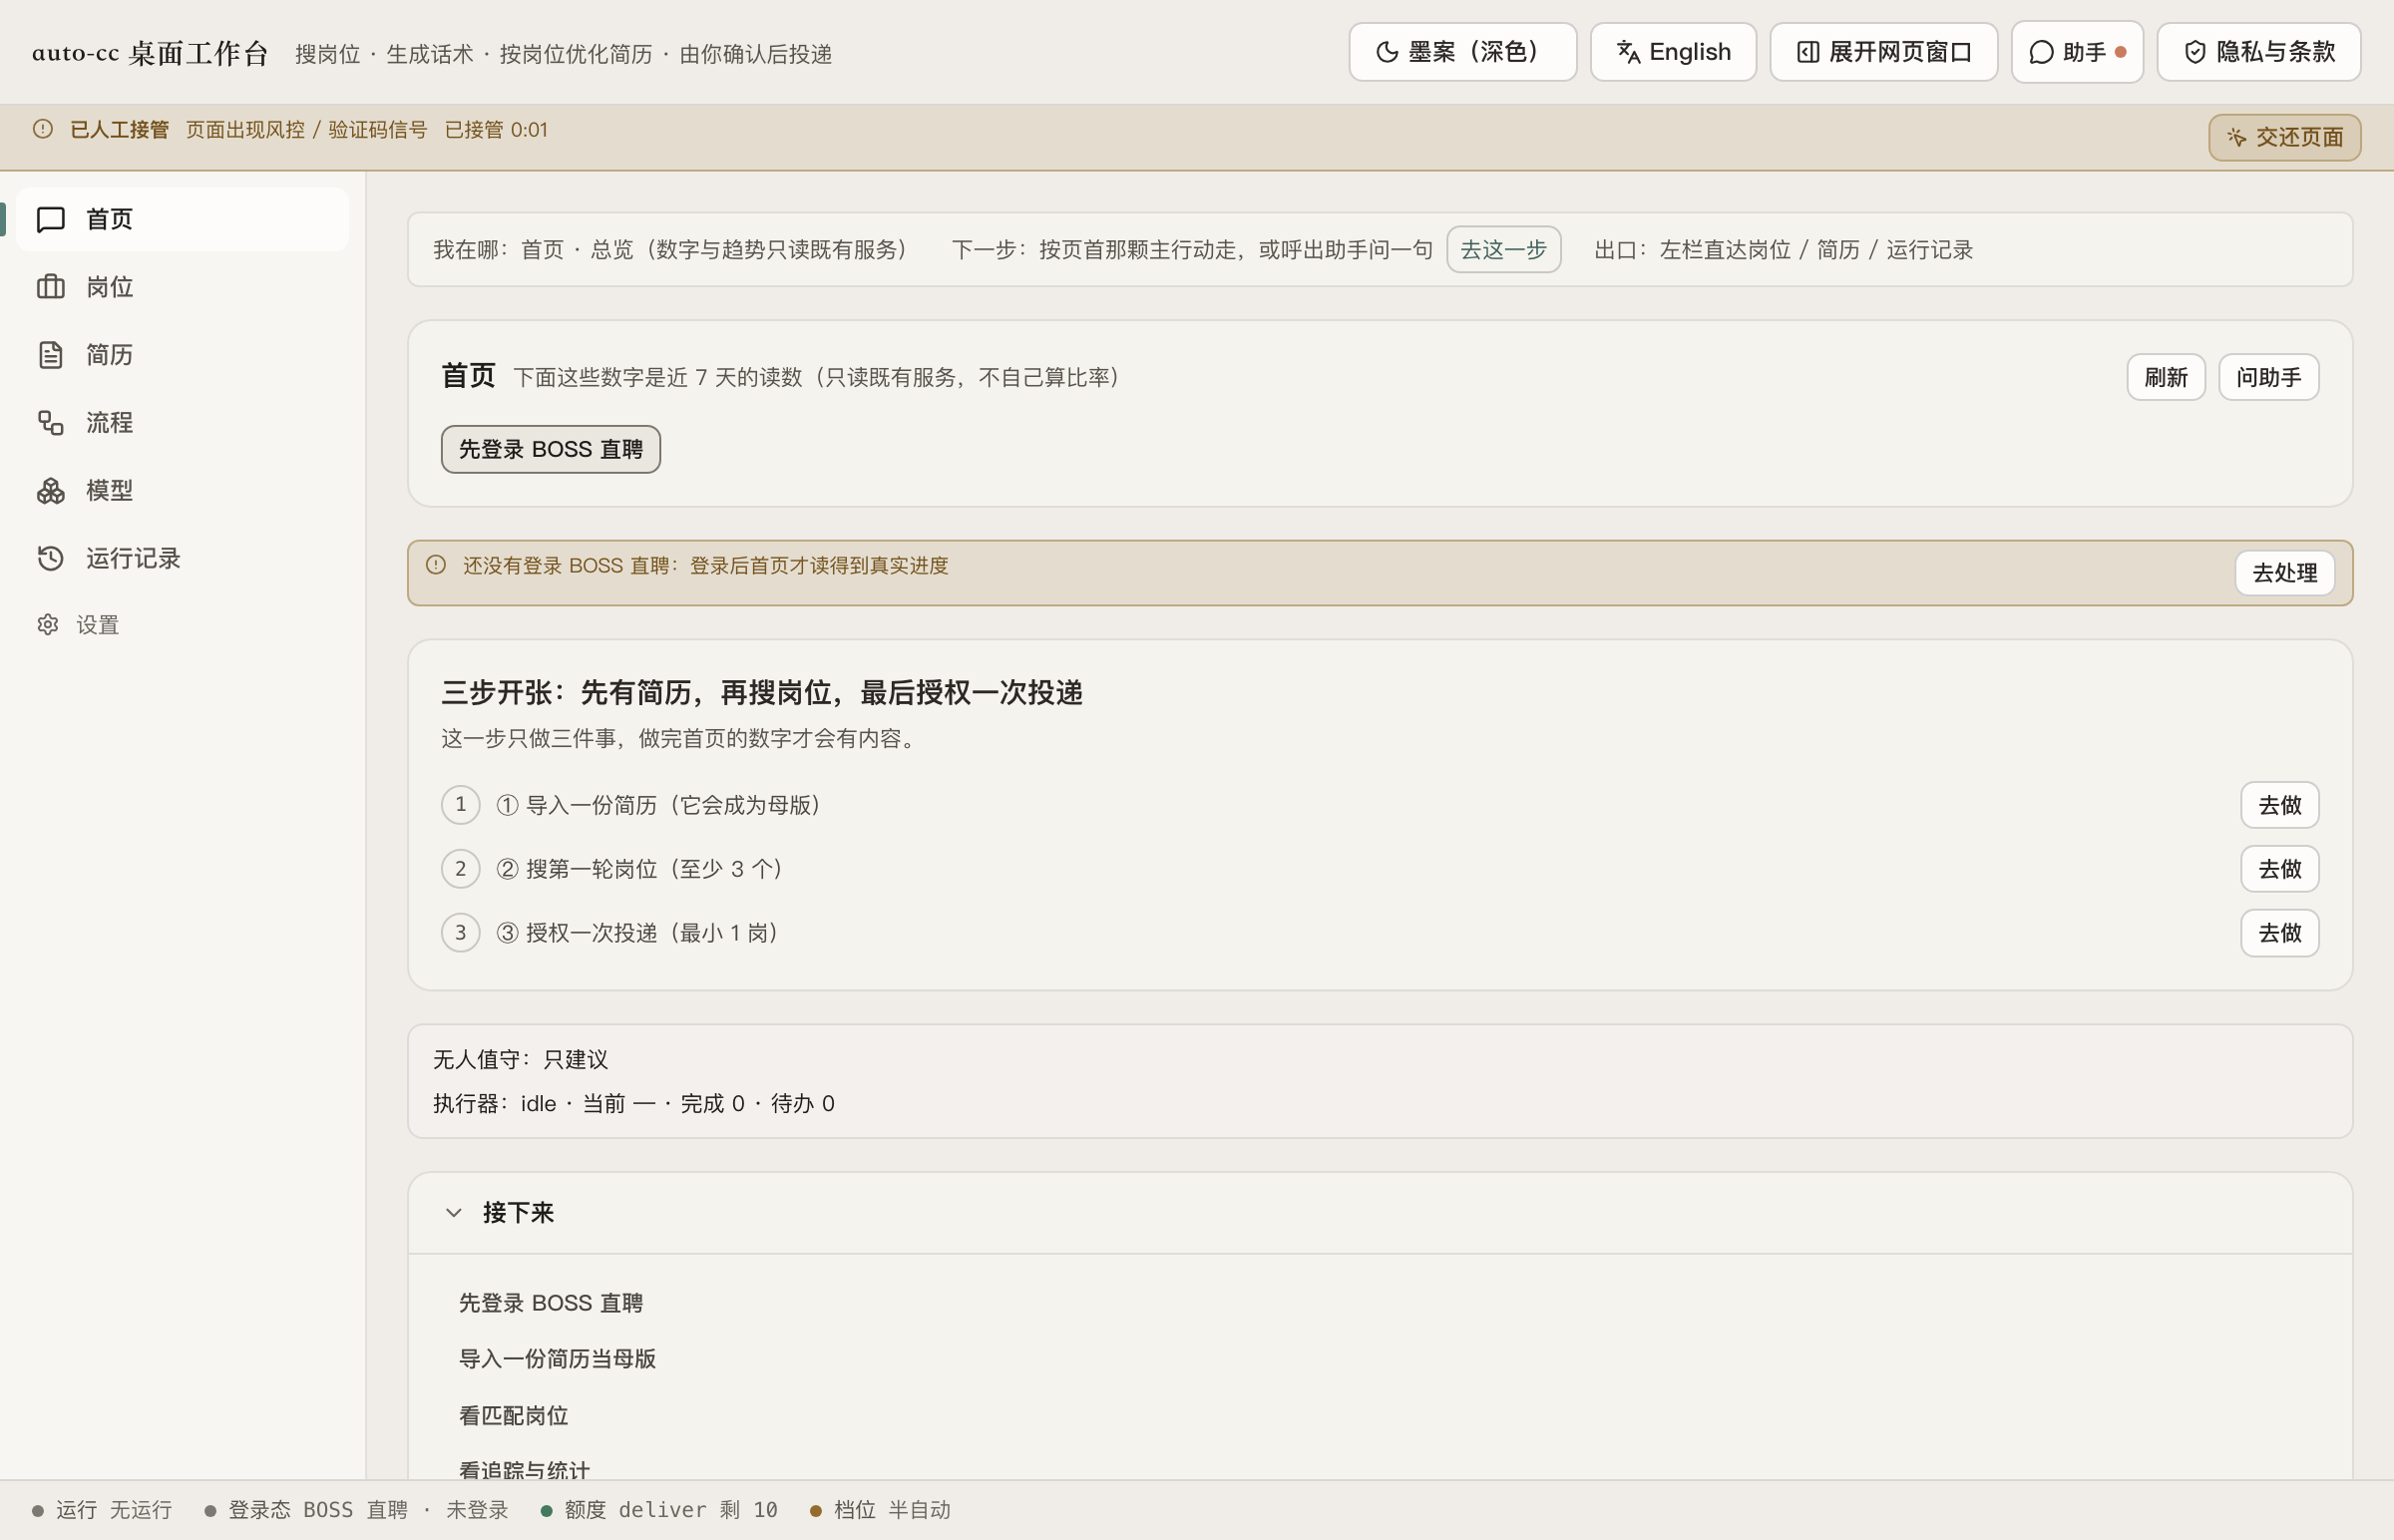 auto-cc 桌面工作台 搜岗位 · 生成话术 · 按岗位优化简历 · 由你确认后投递 墨案（深色） English 展开网页窗口 助手 隐私与条款
已人工接管 页面出现风控 / 验证码信号 已接管 0:01 交还页面
首页
岗位
简历
流程
模型
运行记录
设置
我在哪：首页 · 总览（数字与趋势只读既有服务） 下一步：按页首那颗主行动走，或呼出助手问一句 去这一步 出口：左栏直达岗位 / 简历 / 运行记录
首页 下面这些数字是近 7 天的读数（只读既有服务，不自己算比率） 刷新 问助手
先登录 BOSS 直聘
还没有登录 BOSS 直聘：登录后首页才读得到真实进度 去处理
三步开张：先有简历，再搜岗位，最后授权一次投递
这一步只做三件事，做完首页的数字才会有内容。
1 ① 导入一份简历（它会成为母版） 去做
2 ② 搜第一轮岗位（至少 3 个） 去做
3 ③ 授权一次投递（最小 1 岗） 去做
无人值守：只建议
执行器：idle · 当前 — · 完成 0 · 待办 0
接下来
先登录 BOSS 直聘
导入一份简历当母版
看匹配岗位
看追踪与统计
运行 无运行 登录态 BOSS 直聘 · 未登录 额度 deliver 剩 10 档位 半自动